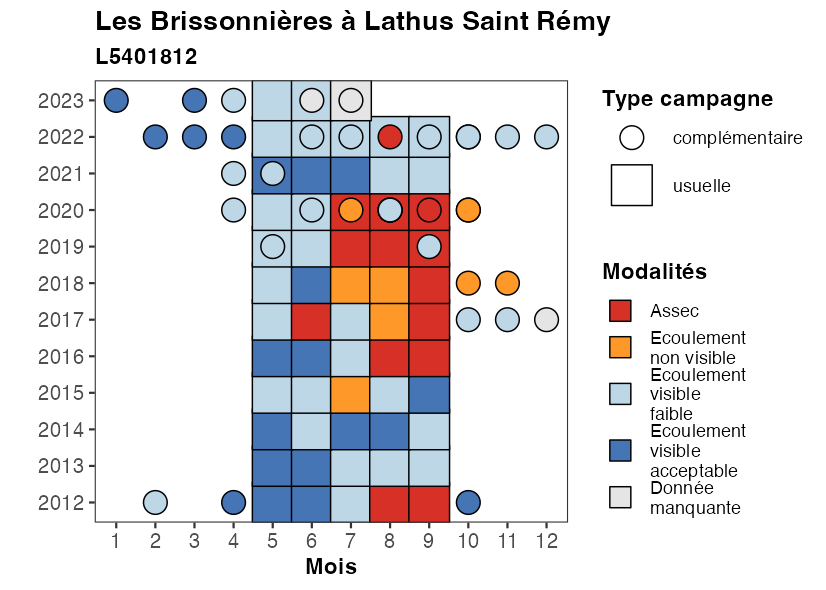 Les Brissonnières à Lathus Saint Rémy
L5401812
2023
2022
2021
2020
2019
2018
2017
2016
2015
2014
2013
2012
1 2 3 4 5 6 7 8 9 10 11 12
Mois
Type campagne
complémentaire
usuelle
Modalités
Assec
Ecoulement
non visible
Ecoulement
visible
faible
Ecoulement
visible
acceptable
Donnée
manquante